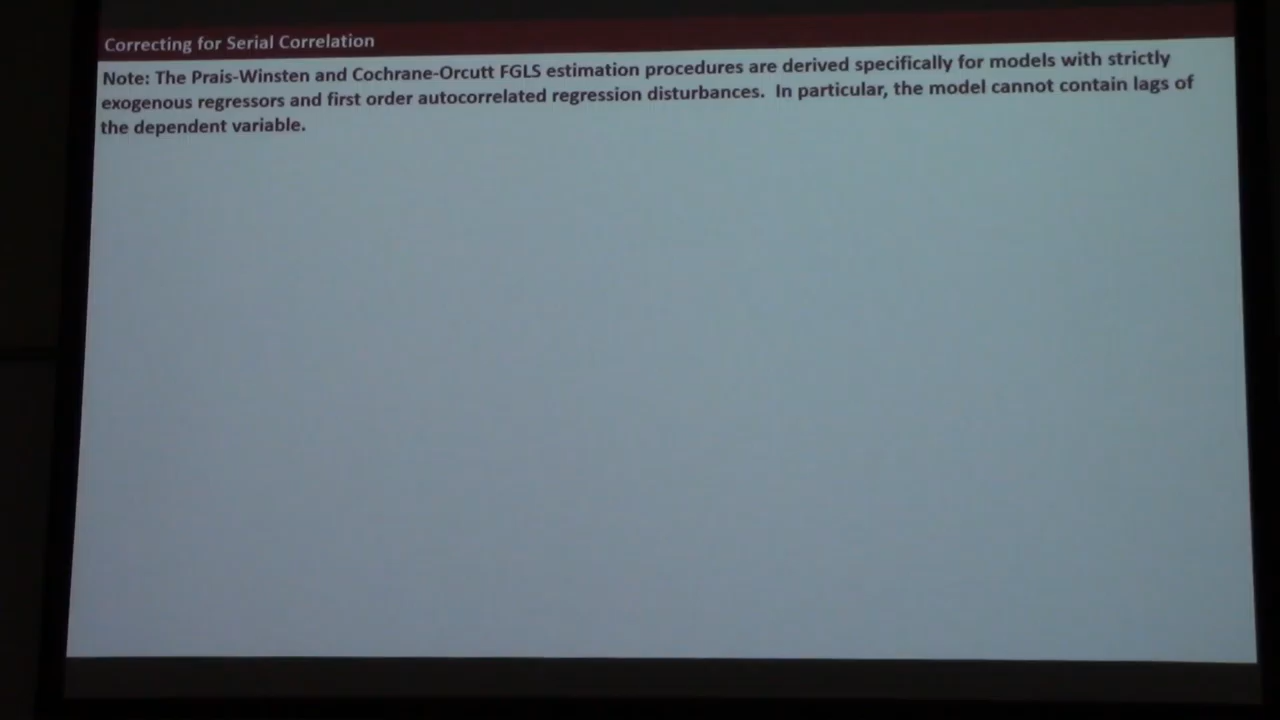 Correcting for Serial Correlation
Note: The Prais-Winsten and Cochrane-Orcutt FGLS estimation procedures are derived specifically for models with strictly
exogenous regressors and first order autocorrelated regression disturbances. In particular, the model cannot contain lags of
the dependent variable.